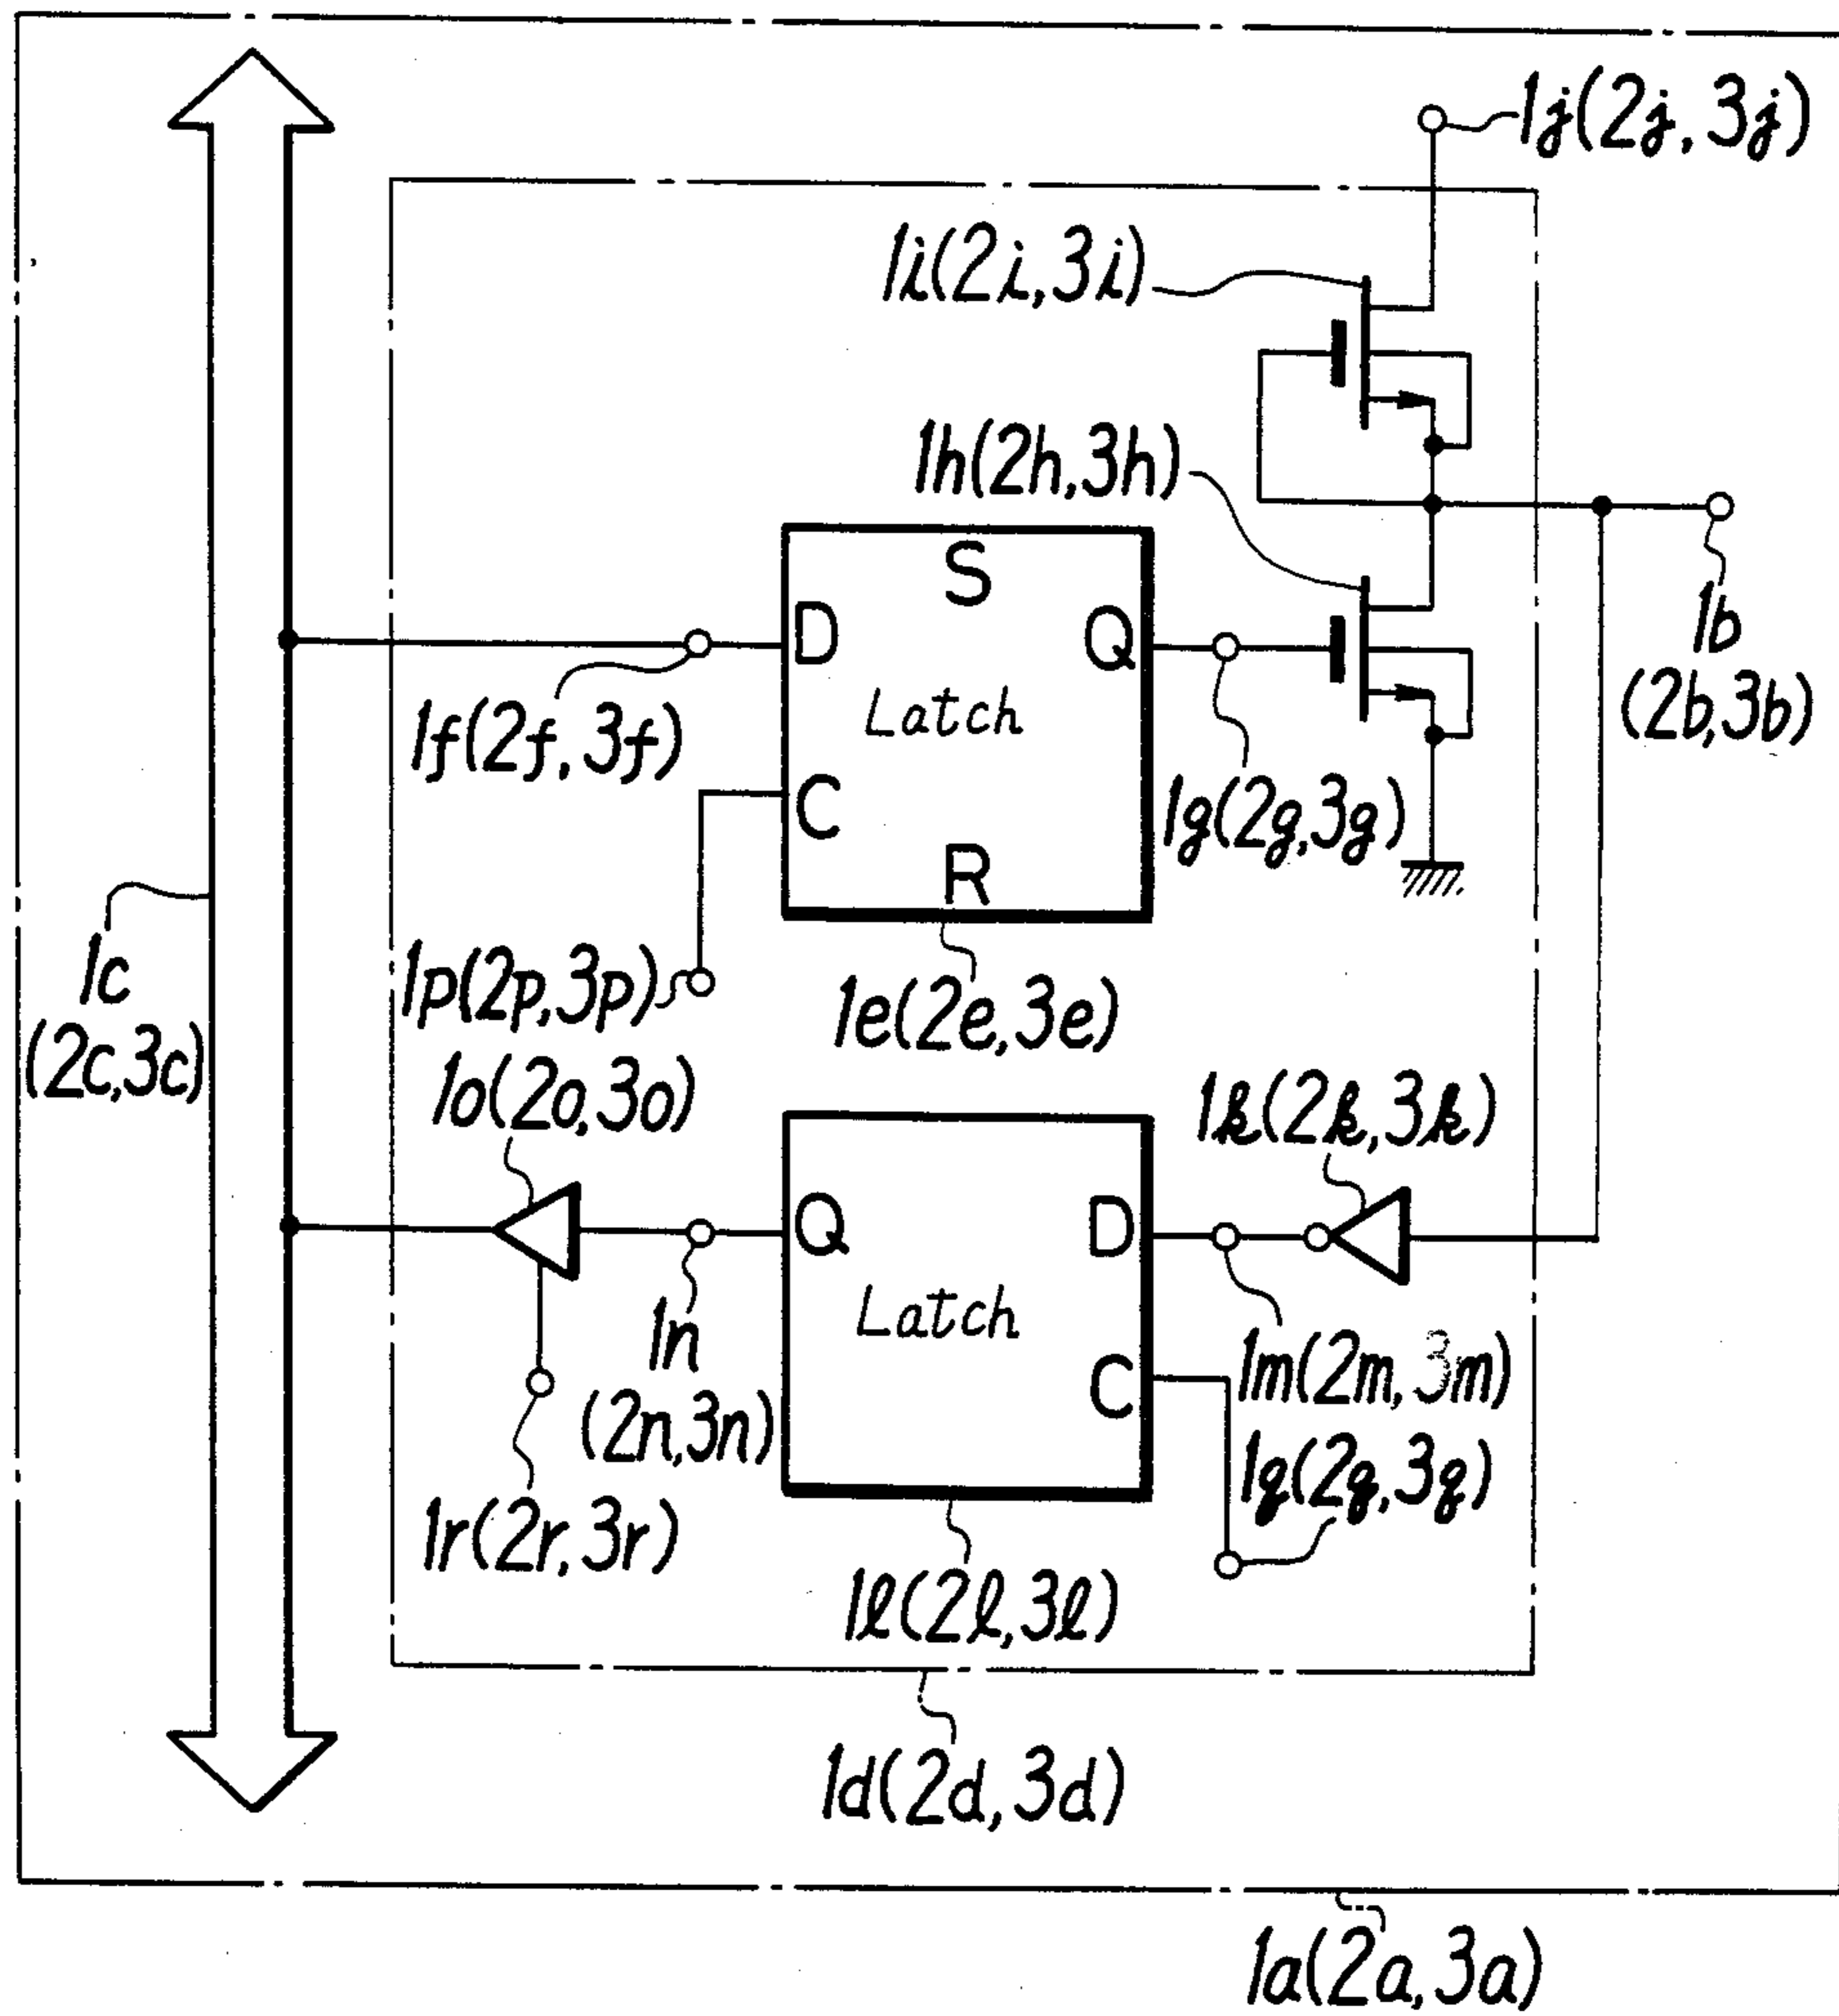 1j(2j, 3j)
1i(2i, 3i)
1h(2h, 3h)
S
D
Q
Latch
1b
(2b, 3b)
1f(2f, 3f)
C
1g(2g, 3g)
R
1c
(2c, 3c)
1p(2p, 3p)
1e(2e, 3e)
1o(2o, 3o)
1k(2k, 3k)
Q
D
Latch
1n
(2n, 3n)
C
1m(2m, 3m)
1q(2q, 3q)
1r(2r, 3r)
1l(2l, 3l)
1d(2d, 3d)
1a(2a, 3a)